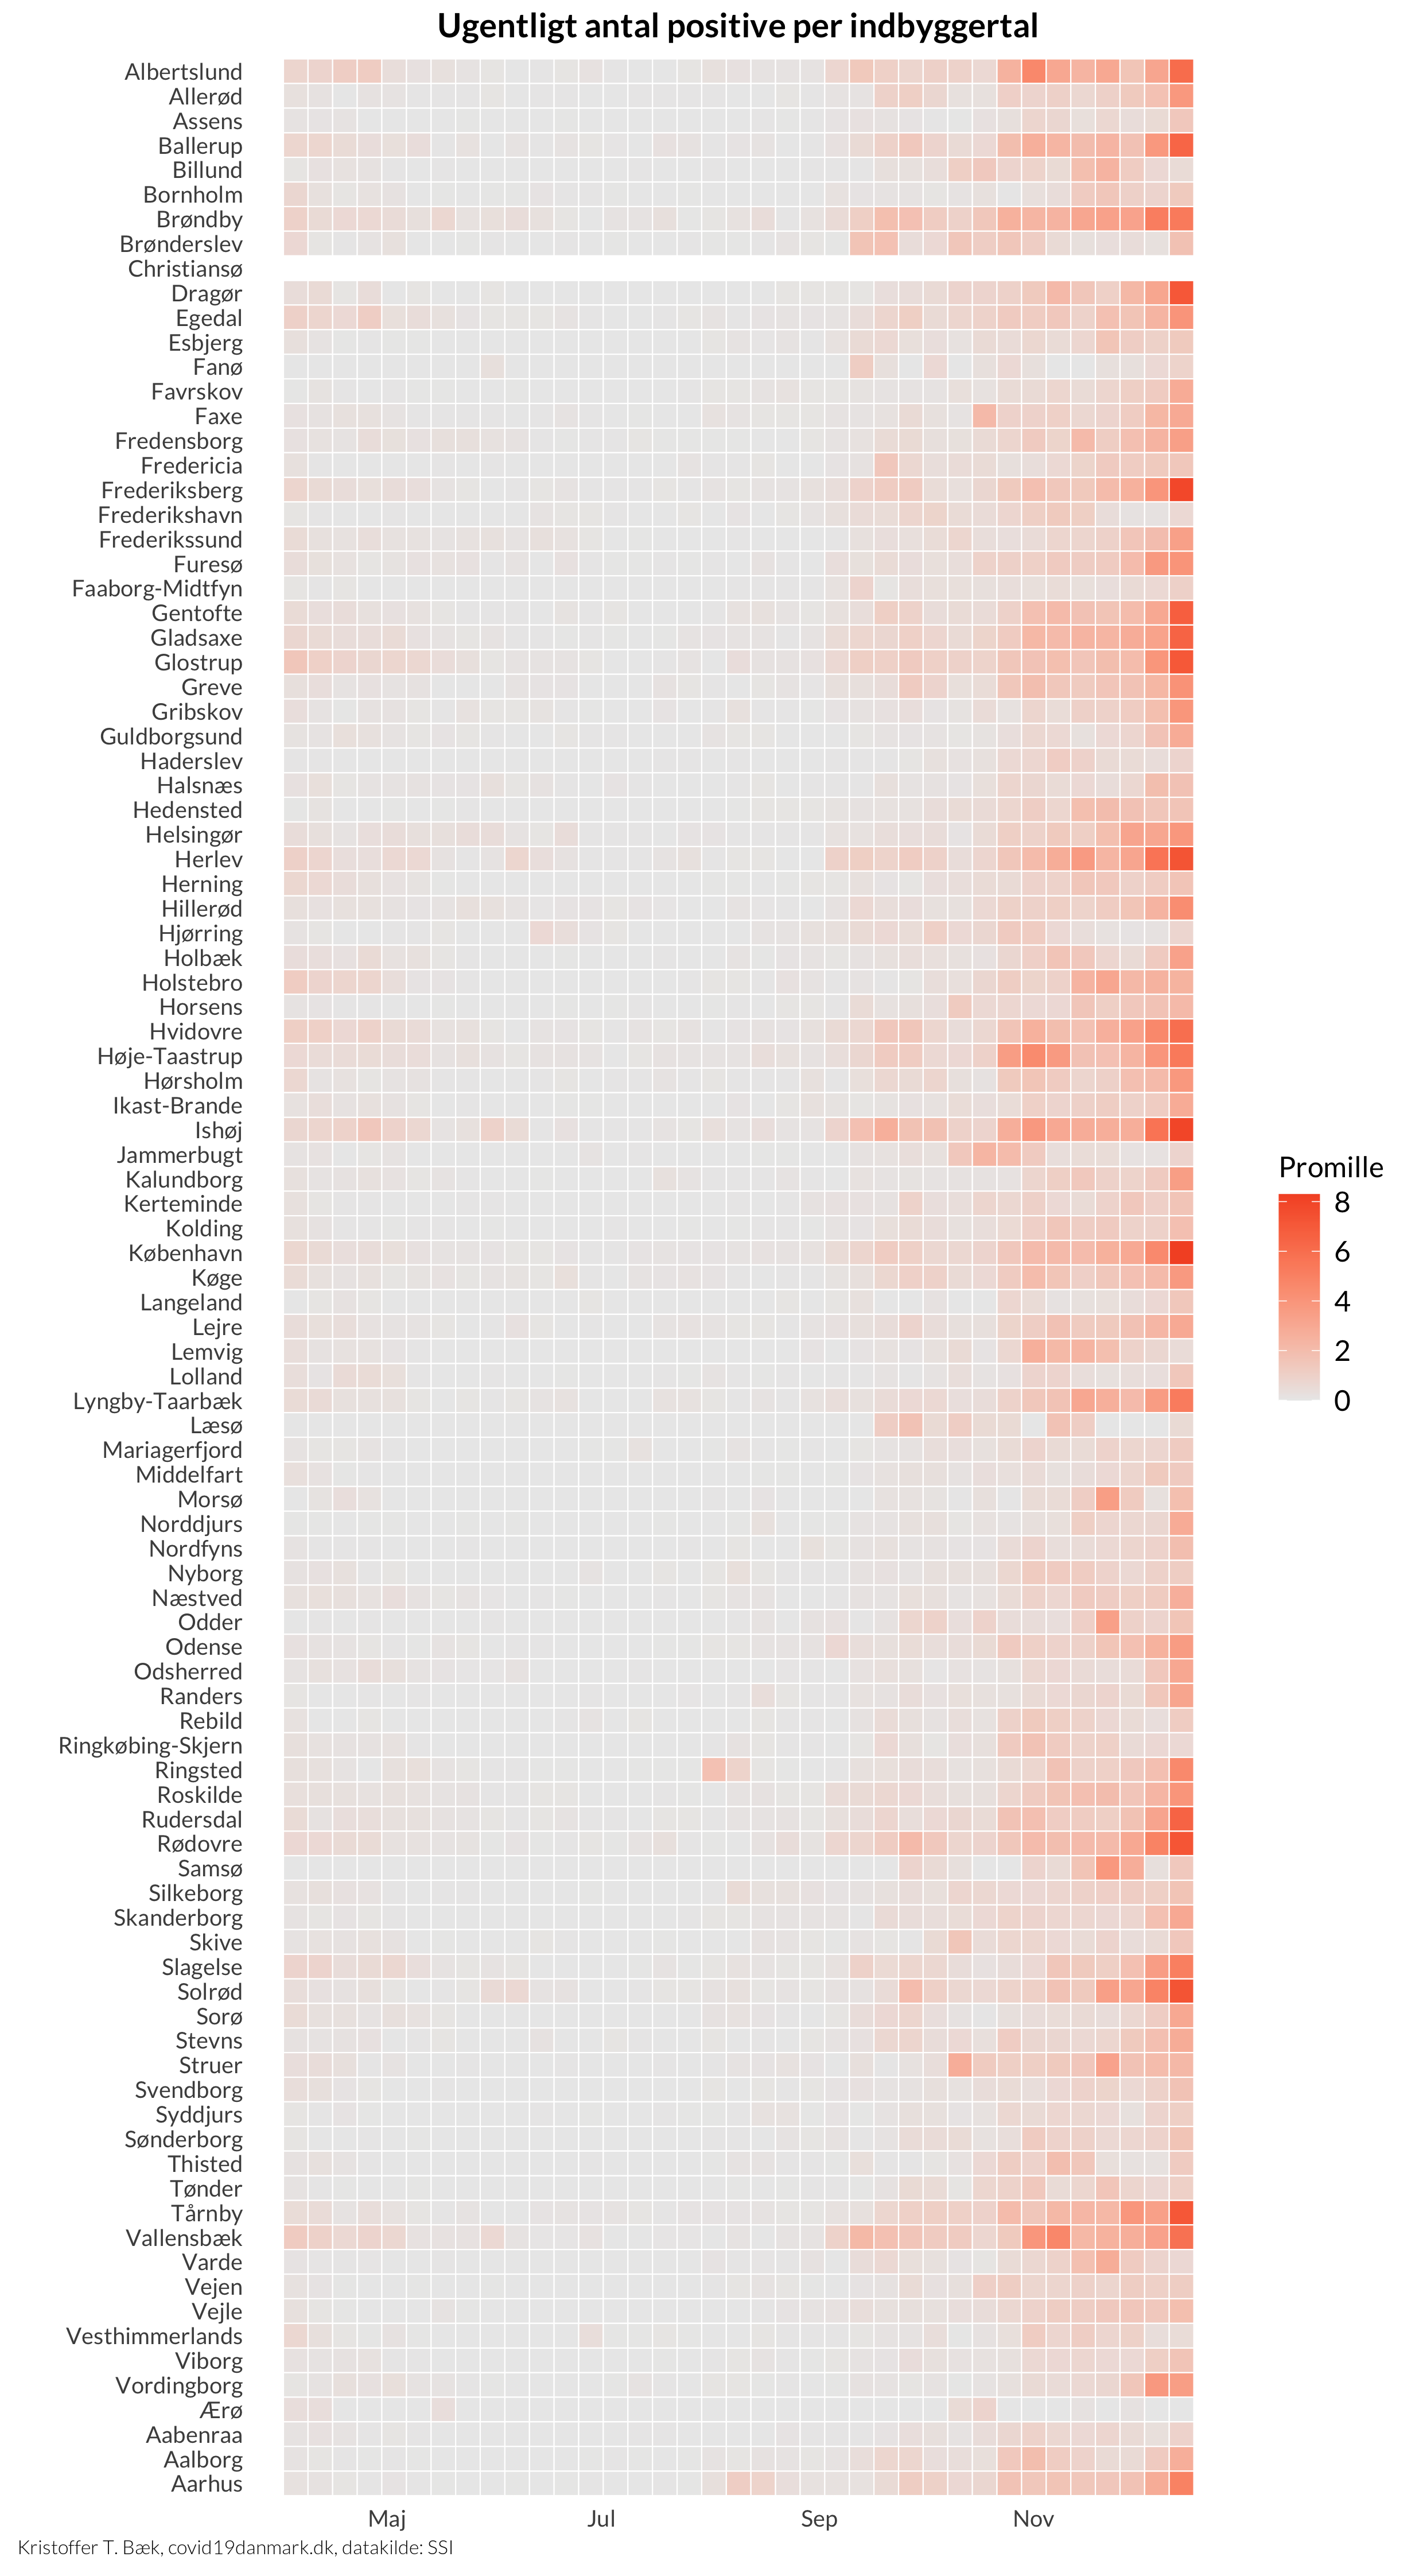 Ugentligt antal positive per indbyggertal
Albertslund
Allerød
Assens
Ballerup
Billund
Bornholm
Brøndby
Brønderslev
Christiansø
Dragør
Egedal
Esbjerg
Fanø
Favrskov
Faxe
Fredensborg
Fredericia
Frederiksberg
Frederikshavn
Frederikssund
Furesø
Faaborg-Midtfyn
Gentofte
Gladsaxe
Glostrup
Greve
Gribskov
Guldborgsund
Haderslev
Halsnæs
Hedensted
Helsingør
Herlev
Herning
Hillerød
Hjørring
Holbæk
Holstebro
Horsens
Hvidovre
Høje-Taastrup
Hørsholm
Ikast-Brande
Ishøj
Jammerbugt
Kalundborg
Kerteminde
Kolding
København
Køge
Langeland
Lejre
Lemvig
Lolland
Lyngby-Taarbæk
Læsø
Mariagerfjord
Middelfart
Morsø
Norddjurs
Nordfyns
Nyborg
Næstved
Odder
Odense
Odsherred
Randers
Rebild
Ringkøbing-Skjern
Ringsted
Roskilde
Rudersdal
Rødovre
Samsø
Silkeborg
Skanderborg
Skive
Slagelse
Solrød
Sorø
Stevns
Struer
Svendborg
Syddjurs
Sønderborg
Thisted
Tønder
Tårnby
Vallensbæk
Varde
Vejen
Vejle
Vesthimmerlands
Viborg
Vordingborg
Ærø
Aabenraa
Aalborg
Aarhus
Maj Jul Sep Nov
Promille
8
6
4
2
0
Kristoffer T. Bæk, covid19danmark.dk, datakilde: SSI